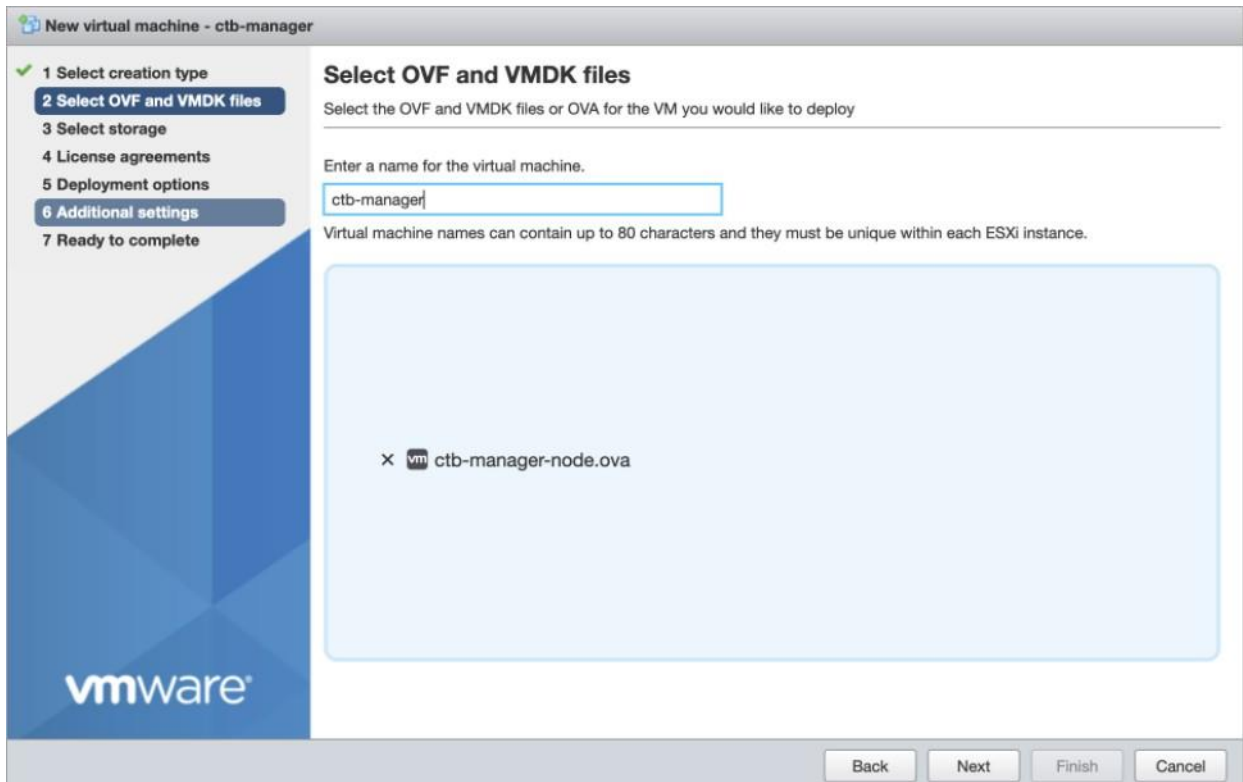 New virtual machine - ctb-manager
1 Select creation type
2 Select OVF and VMDK files
3 Select storage
4 License agreements
5 Deployment options
6 Additional settings
7 Ready to complete
Select OVF and VMDK files
Select the OVF and VMDK files or OVA for the VM you would like to deploy
Enter a name for the virtual machine.
ctb-manager
Virtual machine names can contain up to 80 characters and they must be unique within each ESXi instance.
× vm ctb-manager-node.ova
vmware®
Back Next Finish Cancel